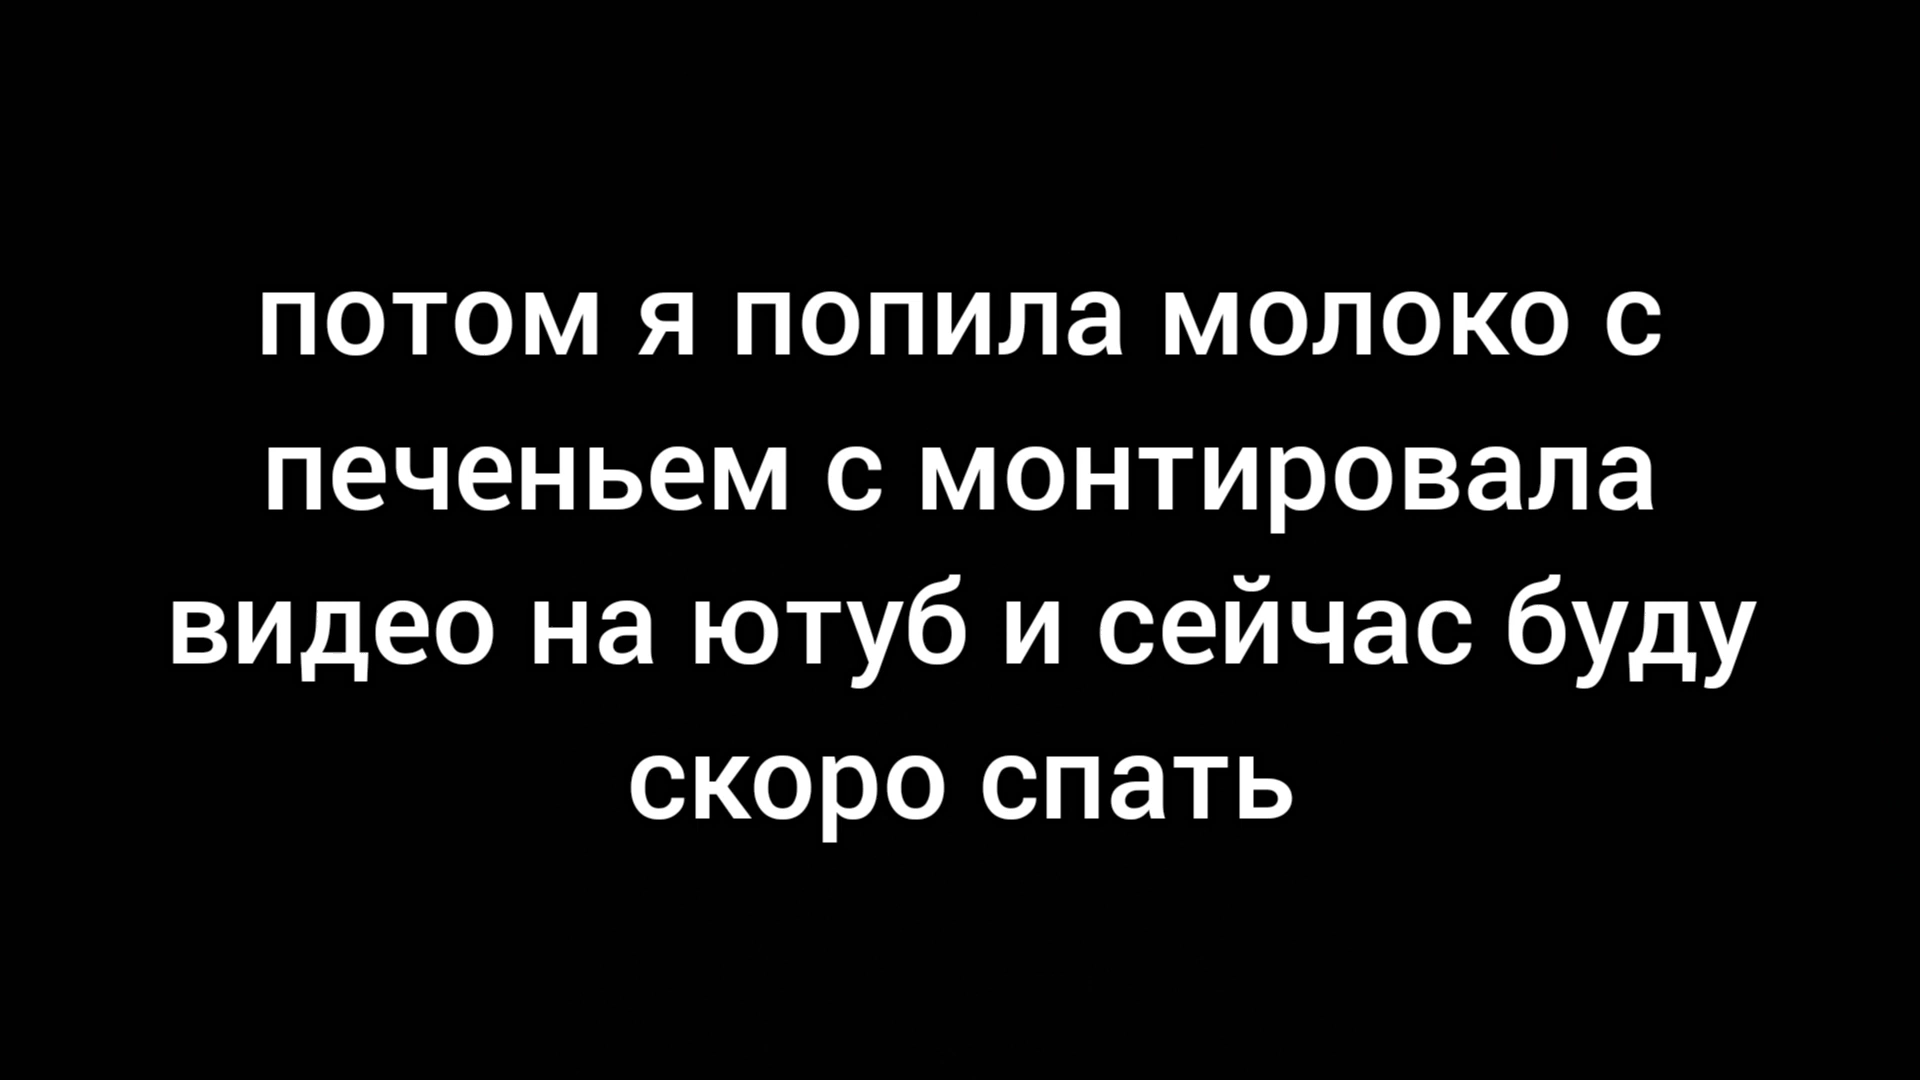 потом я попила молоко с
печеньем с монтировала
видео на ютуб и сейчас буду
скоро спать